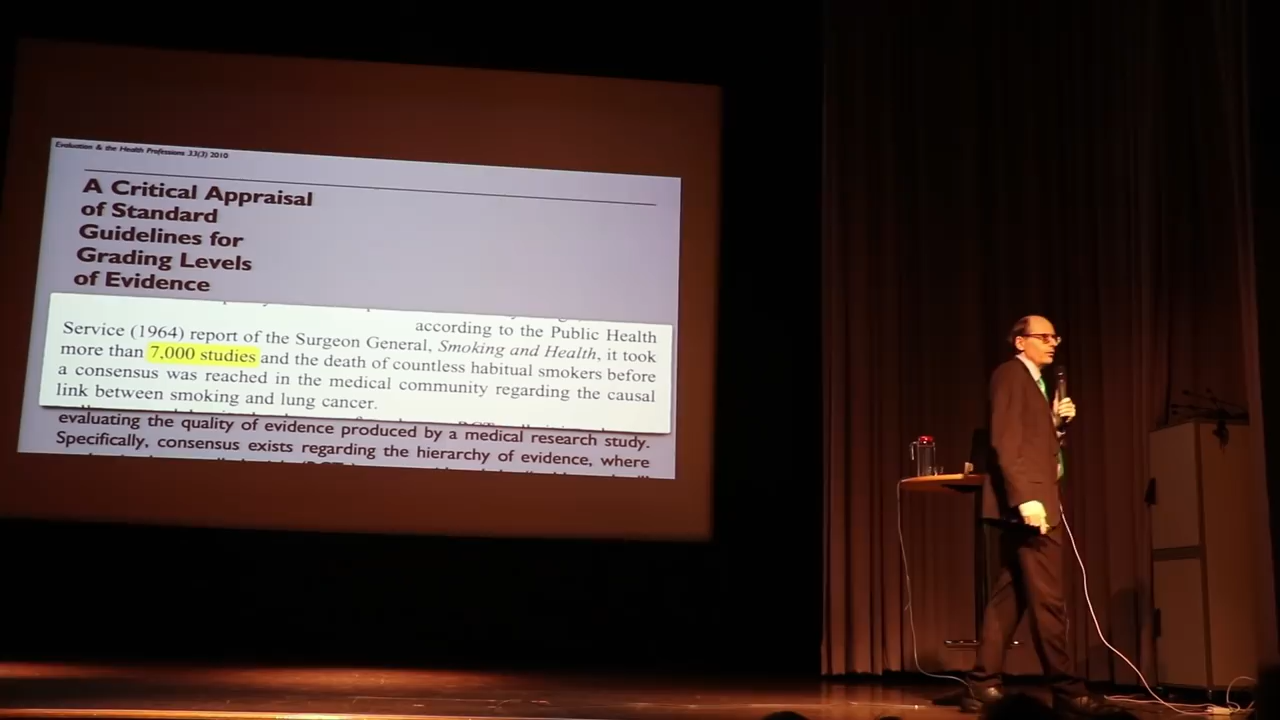 Evaluation & the Health Professions 33(3) 2010
A Critical Appraisal
of Standard
Guidelines for
Grading Levels
of Evidence
according to the Public Health
Service (1964) report of the Surgeon General, Smoking and Health, it took
more than 7,000 studies and the death of countless habitual smokers before
a consensus was reached in the medical community regarding the causal
link between smoking and lung cancer.
evaluating the quality of evidence produced by a medical research study.
Specifically, consensus exists regarding the hierarchy of evidence, where